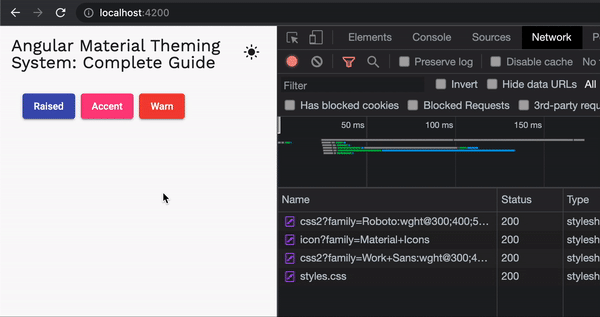 localhost:4200
Angular Material Theming
System: Complete Guide
Raised
Accent
Warn
Elements
Console
Sources
Network
Preserve log
Disable cache
No
Filter
Invert
Hide data URLs
All
Has blocked cookies
Blocked Requests
3rd-party requ
50 ms
100 ms
150 ms
Name
Status
Type
css2?family=Roboto:wght@300;400;5...
200
stylesh
icon?family=Material+Icons
200
stylesh
css2?family=Work+Sans:wght@300;4...
200
stylesh
styles.css
200
stylesh